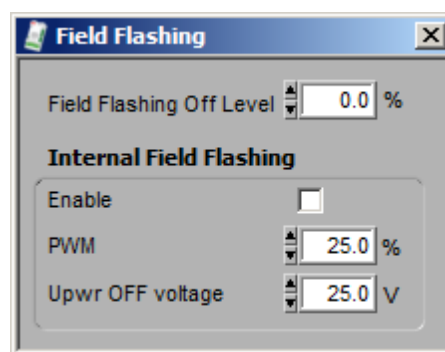 Field Flashing
Field Flashing Off Level 0.0 %
Internal Field Flashing
Enable
PWM 25.0 %
Upwr OFF voltage 25.0 V